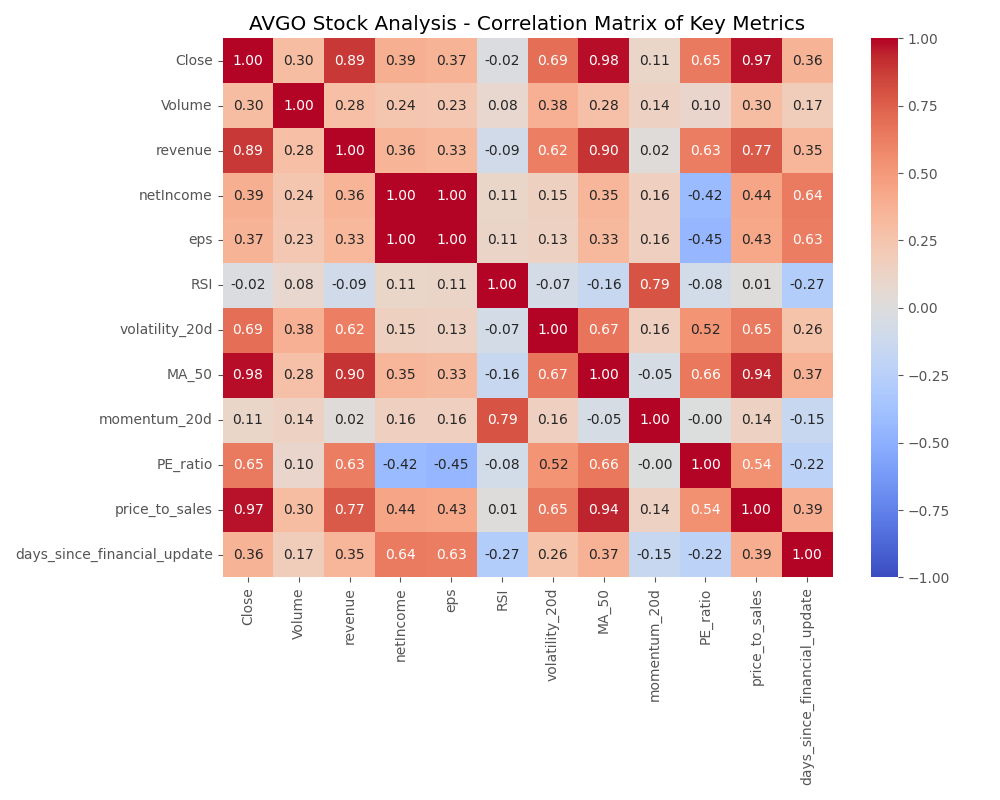 AVGO Stock Analysis - Correlation Matrix of Key Metrics
Close 1.00 0.30 0.89 0.39 0.37 -0.02 0.69 0.98 0.11 0.65 0.97 0.36
Volume 0.30 1.00 0.28 0.24 0.23 0.08 0.38 0.28 0.14 0.10 0.30 0.17
revenue 0.89 0.28 1.00 0.36 0.33 -0.09 0.62 0.90 0.02 0.63 0.77 0.35
netIncome 0.39 0.24 0.36 1.00 1.00 0.11 0.15 0.35 0.16 -0.42 0.44 0.64
eps 0.37 0.23 0.33 1.00 1.00 0.11 0.13 0.33 0.16 -0.45 0.43 0.63
RSI -0.02 0.08 -0.09 0.11 0.11 1.00 -0.07 -0.16 0.79 -0.08 0.01 -0.27
volatility_20d 0.69 0.38 0.62 0.15 0.13 -0.07 1.00 0.67 0.16 0.52 0.65 0.26
MA_50 0.98 0.28 0.90 0.35 0.33 -0.16 0.67 1.00 -0.05 0.66 0.94 0.37
momentum_20d 0.11 0.14 0.02 0.16 0.16 0.79 0.16 -0.05 1.00 -0.00 0.14 -0.15
PE_ratio 0.65 0.10 0.63 -0.42 -0.45 -0.08 0.52 0.66 -0.00 1.00 0.54 -0.22
price_to_sales 0.97 0.30 0.77 0.44 0.43 0.01 0.65 0.94 0.14 0.54 1.00 0.39
days_since_financial_update 0.36 0.17 0.35 0.64 0.63 -0.27 0.26 0.37 -0.15 -0.22 0.39 1.00
Close
Volume
revenue
netIncome
eps
RSI
volatility_20d
MA_50
momentum_20d
PE_ratio
price_to_sales
days_since_financial_update
1.00
0.75
0.50
0.25
0.00
−0.25
−0.50
−0.75
−1.00